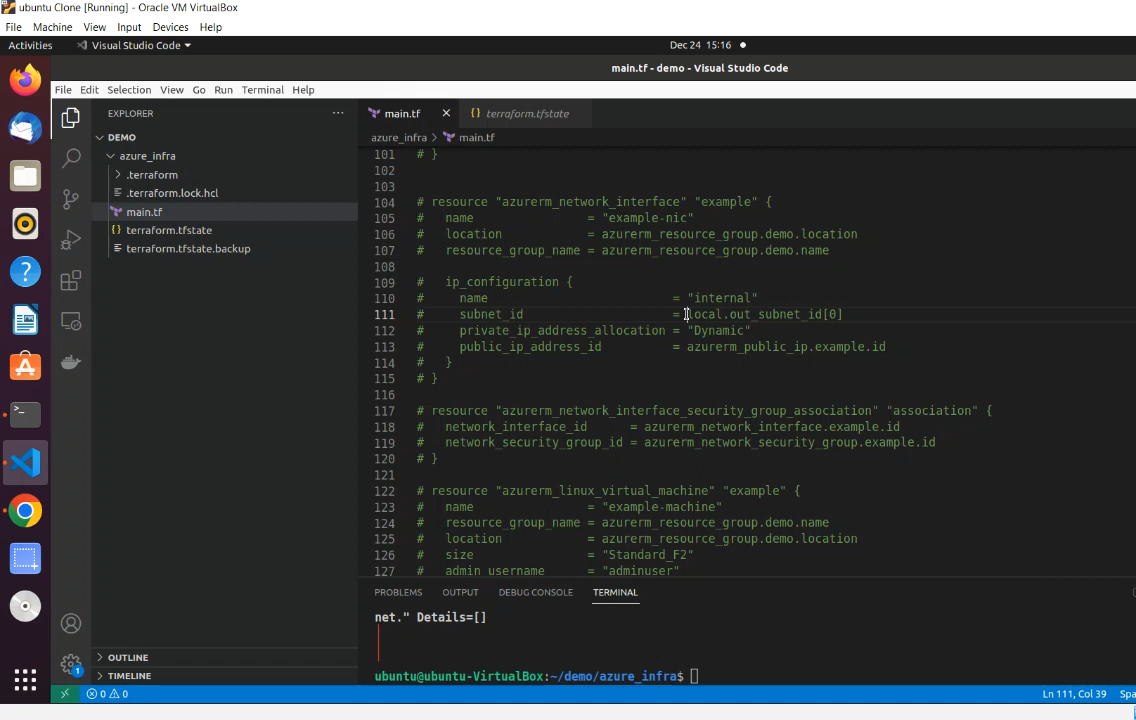 ubuntu Clone [Running] - Oracle VM VirtualBox
File Machine View Input Devices Help
Activities Visual Studio Code Dec 24 15:16
main.tf - demo - Visual Studio Code
File Edit Selection View Go Run Terminal Help
EXPLORER ···
DEMO
azure_infra
.terraform
.terraform.lock.hcl
main.tf
terraform.tfstate
terraform.tfstate.backup
OUTLINE
TIMELINE
main.tf
terraform.tfstate
azure_infra > main.tf
101 # }
102
103
104 # resource "azurerm_network_interface" "example" {
105 #   name                = "example-nic"
106 #   location            = azurerm_resource_group.demo.location
107 #   resource_group_name = azurerm_resource_group.demo.name
108
109 #   ip_configuration {
110 #     name                          = "internal"
111 #     subnet_id                     = local.out_subnet_id[0]
112 #     private_ip_address_allocation = "Dynamic"
113 #     public_ip_address_id          = azurerm_public_ip.example.id
114 #   }
115 # }
116
117 # resource "azurerm_network_interface_security_group_association" "association" {
118 #   network_interface_id      = azurerm_network_interface.example.id
119 #   network_security_group_id = azurerm_network_security_group.example.id
120 # }
121
122 # resource "azurerm_linux_virtual_machine" "example" {
123 #   name                = "example-machine"
124 #   resource_group_name = azurerm_resource_group.demo.name
125 #   location            = azurerm_resource_group.demo.location
126 #   size                = "Standard_F2"
127 #   admin_username      = "adminuser"
PROBLEMS OUTPUT DEBUG CONSOLE TERMINAL
net." Details=[]
ubuntu@ubuntu-VirtualBox:~/demo/azure_infra$
1
0 0
Ln 111, Col 39 Spa